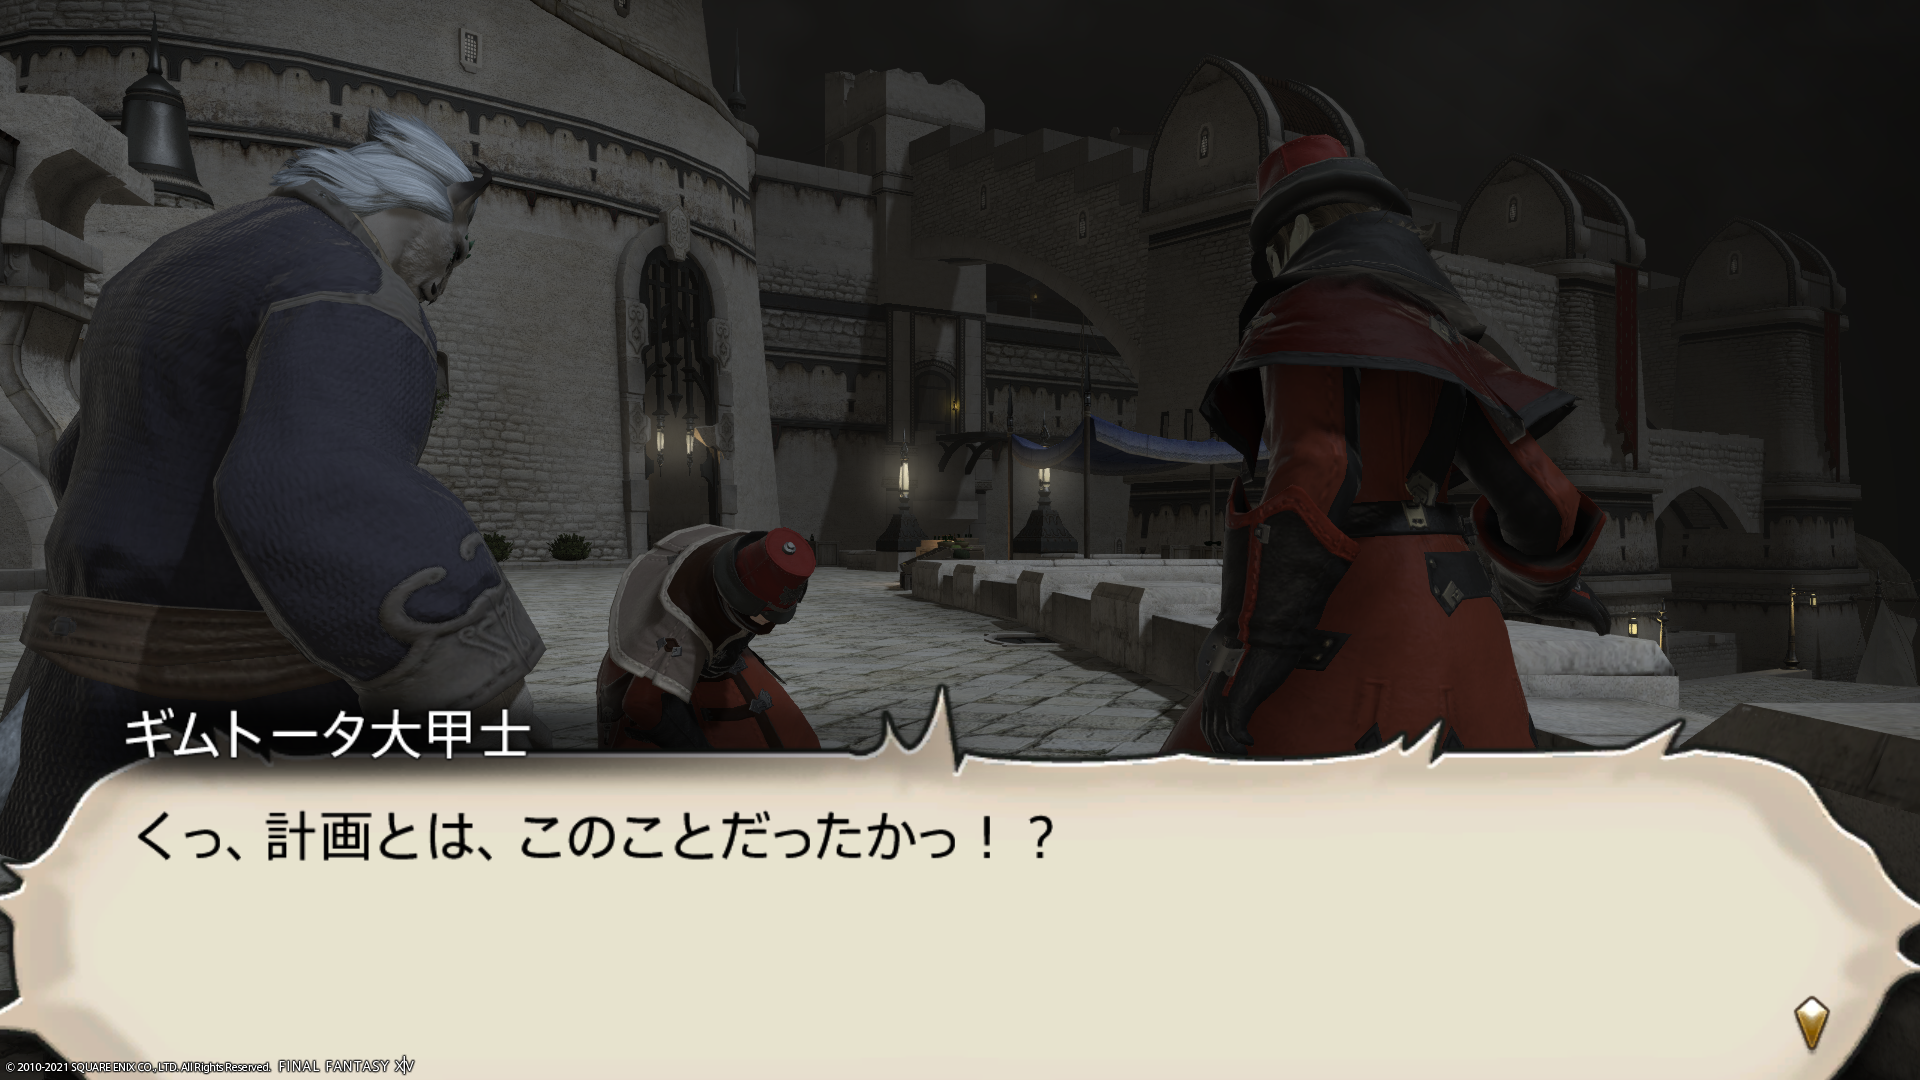 ギムトータ大甲士
くっ、計画とは、このことだったかっ！？
© 2010-2021 SQUARE ENIX CO., LTD. All Rights Reserved. FINAL FANTASY XIV